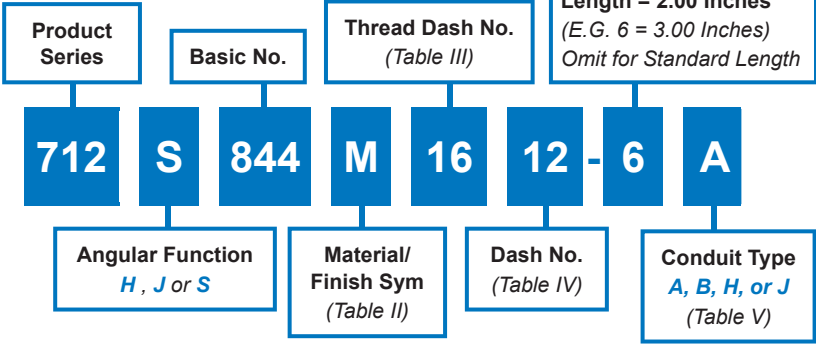 Length = 2.00 Inches
(E.G. 6 = 3.00 Inches)
Omit for Standard Length
Product
Series
Basic No.
Thread Dash No.
(Table III)
712 S 844 M 16 12 - 6 A
Angular Function
H , J or S
Material/
Finish Sym
(Table II)
Dash No.
(Table IV)
Conduit Type
A, B, H, or J
(Table V)